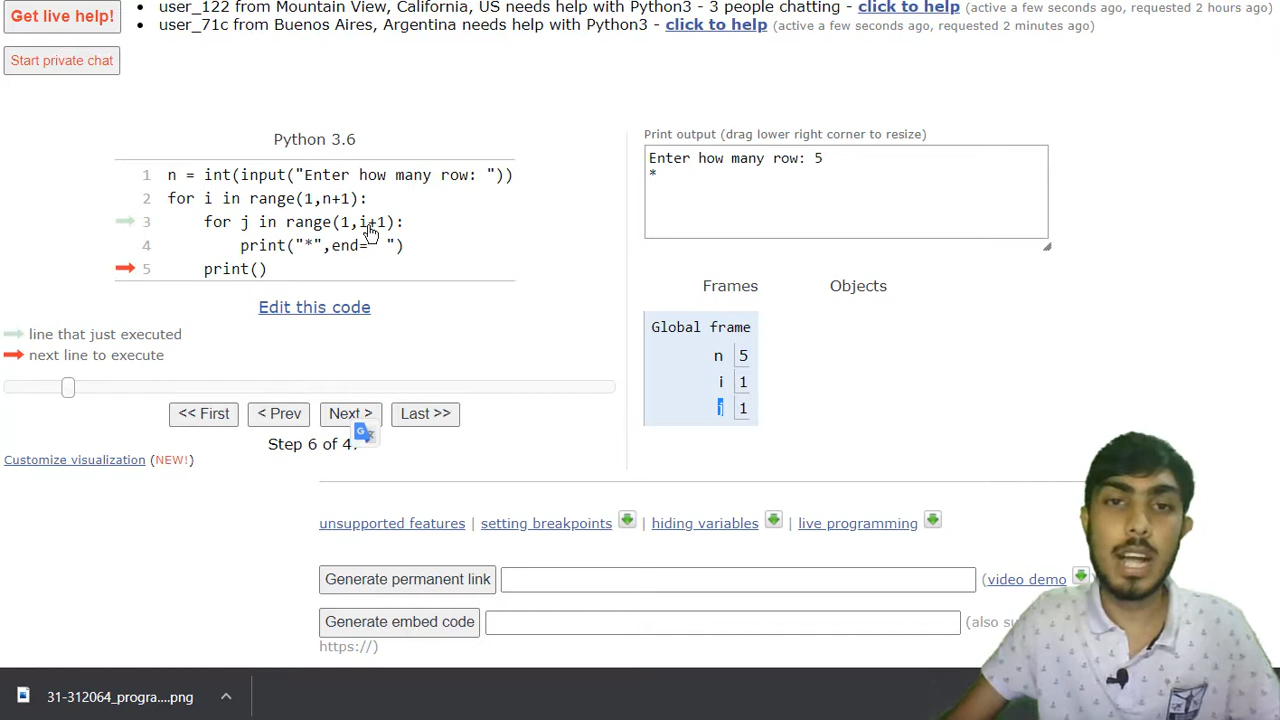 Get live help!
user_122 from Mountain View, California, US needs help with Python3 - 3 people chatting - click to help (active a few seconds ago, requested 2 hours ago)
user_71c from Buenos Aires, Argentina needs help with Python3 - click to help (active a few seconds ago, requested 2 minutes ago)
Start private chat
Python 3.6
1 n = int(input("Enter how many row: "))
2 for i in range(1,n+1):
3 for j in range(1,i+1):
4 print("*",end=" ")
5 print()
Edit this code
line that just executed
next line to execute
<< First
< Prev
Next >
Last >>
Step 6 of
Customize visualization (NEW!)
Print output (drag lower right corner to resize)
Enter how many row: 5
*
Frames
Objects
Global frame
n 5
i 1
j 1
unsupported features | setting breakpoints | hiding variables | live programming
Generate permanent link
(video demo
Generate embed code
(also
https://)
31-312064_progra....png